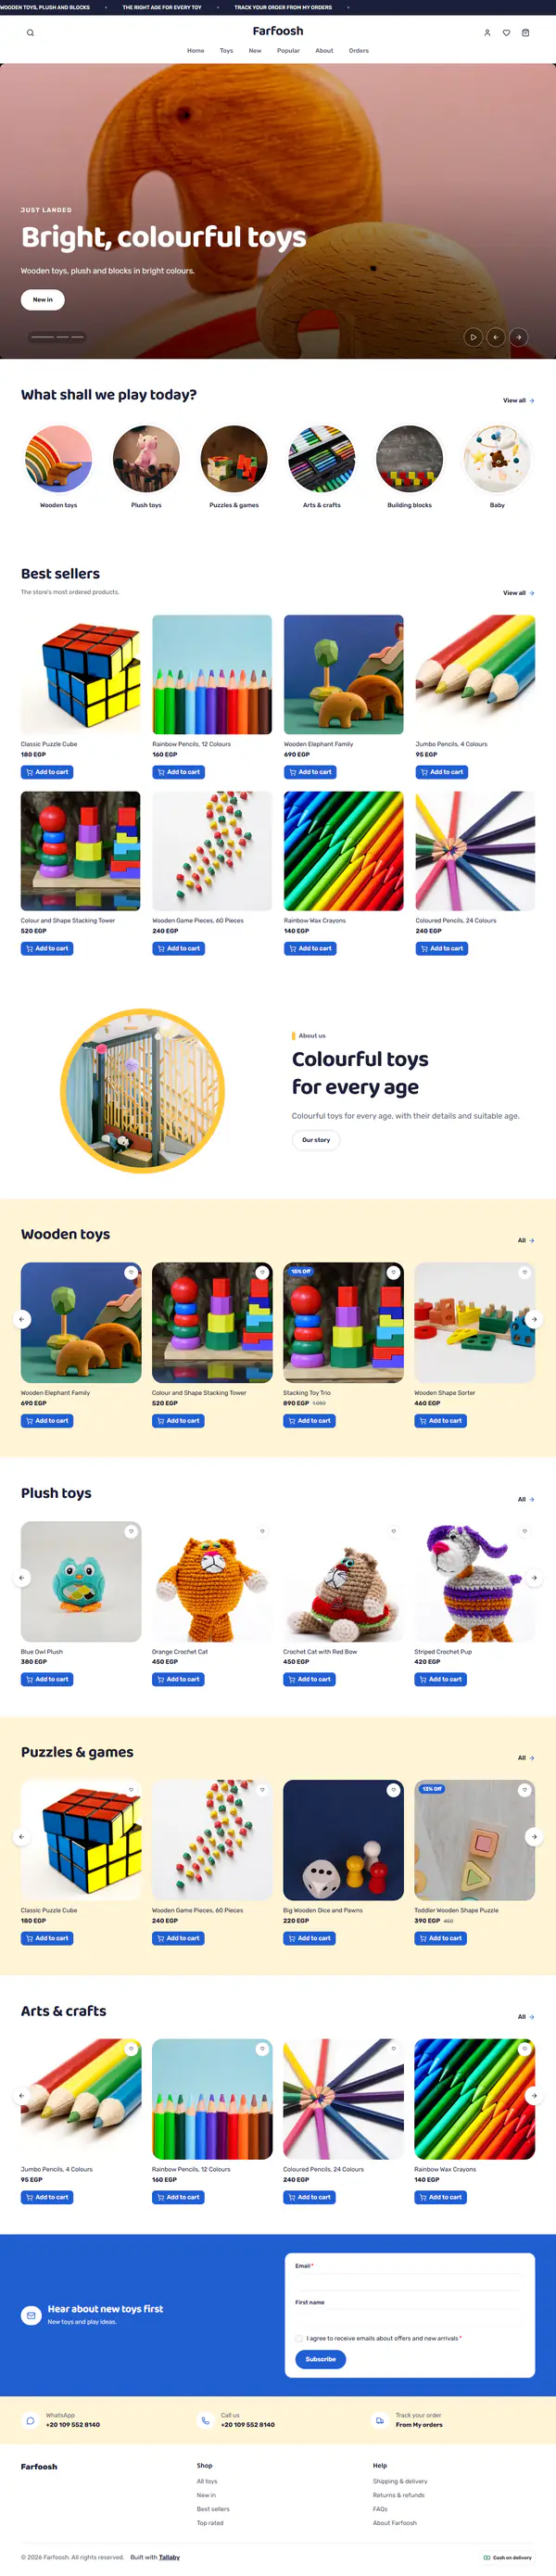 WOODEN TOYS, PLUSH AND BLOCKS • THE RIGHT AGE FOR EVERY TOY • TRACK YOUR ORDER FROM MY ORDERS •
Farfoosh
Home Toys New Popular About Orders
JUST LANDED
Bright, colourful toys
Wooden toys, plush and blocks in bright colours.
New in
What shall we play today?
View all
Wooden toys Plush toys Puzzles & games Arts & crafts Building blocks Baby
Best sellers
The store's most ordered products.
View all
Classic Puzzle Cube Rainbow Pencils, 12 Colours Wooden Elephant Family Jumbo Pencils, 4 Colours
180 EGP 160 EGP 690 EGP 95 EGP
Add to cart Add to cart Add to cart Add to cart
Colour and Shape Stacking Tower Wooden Game Pieces, 60 Pieces Rainbow Wax Crayons Coloured Pencils, 24 Colours
520 EGP 240 EGP 140 EGP 240 EGP
Add to cart Add to cart Add to cart Add to cart
About us
Colourful toys
for every age
Colourful toys for every age, with their details and suitable age.
Our story
Wooden toys
All
15% Off
Wooden Elephant Family Colour and Shape Stacking Tower Stacking Toy Trio Wooden Shape Sorter
690 EGP 520 EGP 890 EGP 1,050 460 EGP
Add to cart Add to cart Add to cart Add to cart
Plush toys
All
Blue Owl Plush Orange Crochet Cat Crochet Cat with Red Bow Striped Crochet Pup
380 EGP 450 EGP 450 EGP 420 EGP
Add to cart Add to cart Add to cart Add to cart
Puzzles & games
All
13% Off
Classic Puzzle Cube Wooden Game Pieces, 60 Pieces Big Wooden Dice and Pawns Toddler Wooden Shape Puzzle
180 EGP 240 EGP 220 EGP 390 EGP 450
Add to cart Add to cart Add to cart Add to cart
Arts & crafts
All
Jumbo Pencils, 4 Colours Rainbow Pencils, 12 Colours Coloured Pencils, 24 Colours Rainbow Wax Crayons
95 EGP 160 EGP 240 EGP 140 EGP
Add to cart Add to cart Add to cart Add to cart
Hear about new toys first
New toys and play ideas.
Email*
First name
I agree to receive emails about offers and new arrivals*
Subscribe
WhatsApp
+20 109 552 8140
Call us
+20 109 552 8140
Track your order
From My orders
Farfoosh
Shop
All toys
New in
Best sellers
Top rated
Help
Shipping & delivery
Returns & refunds
FAQs
About Farfoosh
© 2026 Farfoosh. All rights reserved. Built with Tallaby
Cash on delivery